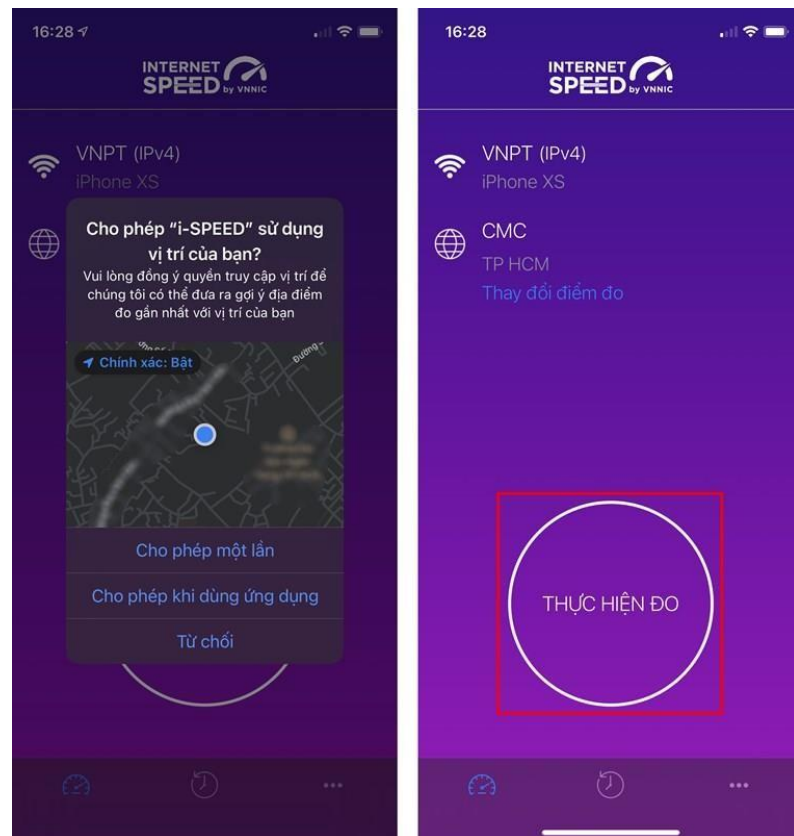 16:28
INTERNET
SPEED by VNNIC
VNPT (IPv4)
iPhone XS
Cho phép “i-SPEED” sử dụng
vị trí của bạn?
Vui lòng đồng ý quyền truy cập vị trí để
chúng tôi có thể đưa ra gợi ý địa điểm
đo gần nhất với vị trí của bạn
Chính xác: Bật
Cho phép một lần
Cho phép khi dùng ứng dụng
Từ chối
16:28
INTERNET
SPEED by VNNIC
VNPT (IPv4)
iPhone XS
CMC
TP HCM
Thay đổi điểm đo
THỰC HIỆN ĐO